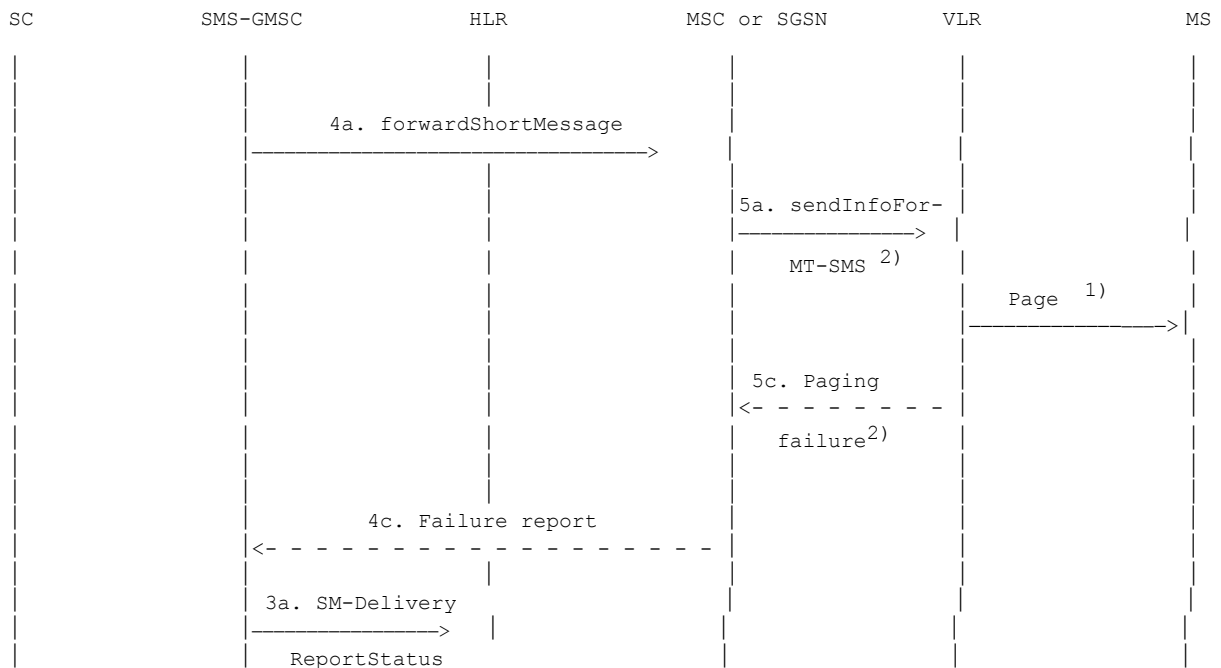 SC SMS-GMSC HLR MSC or SGSN VLR MS
4a. forwardShortMessage
5a. sendInfoFor-
MT-SMS 2)
Page 1)
5c. Paging
failure2)
4c. Failure report
3a. SM-Delivery
ReportStatus